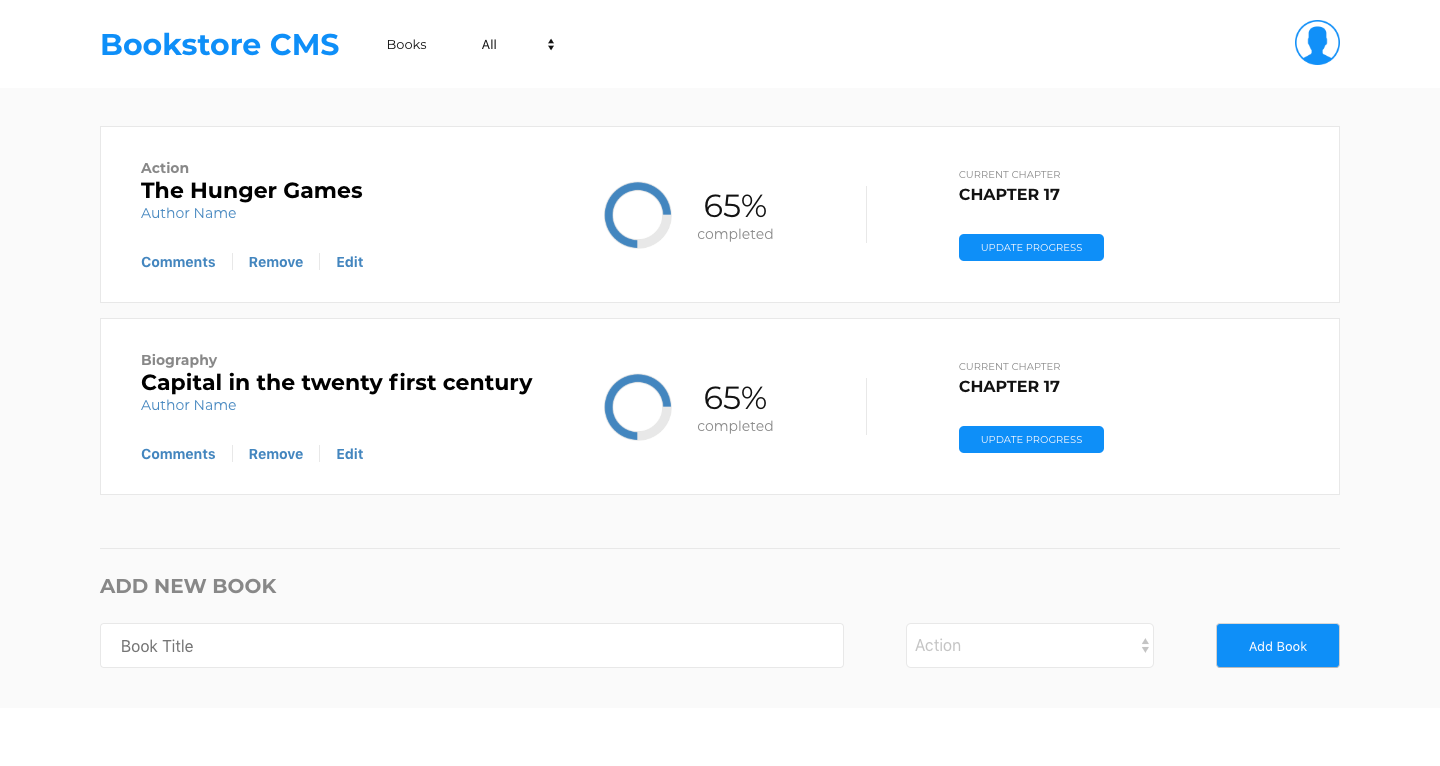 Bookstore CMS Books All
Action
The Hunger Games
Author Name
Comments Remove Edit
65%
completed
CURRENT CHAPTER
CHAPTER 17
UPDATE PROGRESS
Biography
Capital in the twenty first century
Author Name
Comments Remove Edit
65%
completed
CURRENT CHAPTER
CHAPTER 17
UPDATE PROGRESS
ADD NEW BOOK
Book Title Action Add Book